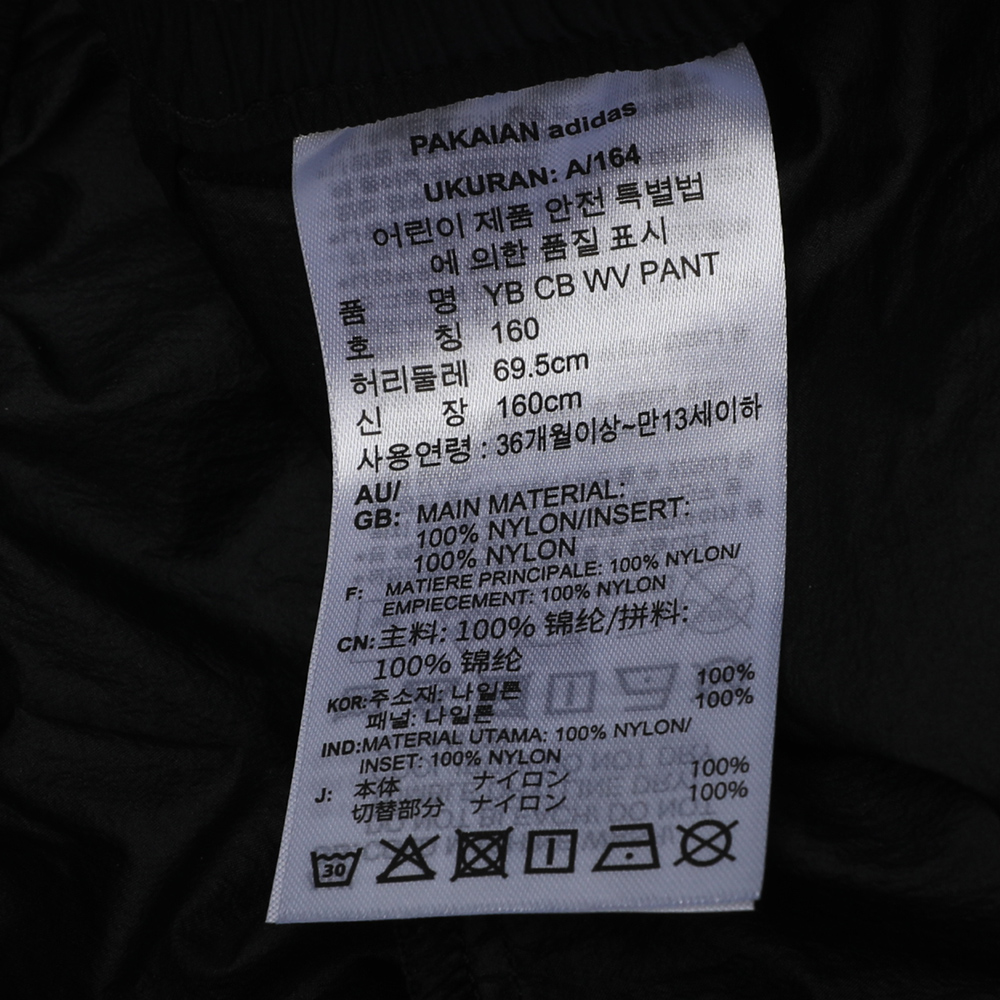 PAKAIAN adidas
UKURAN: A/164
어린이 제품 안전 특별법
에 의한 품질 표시
품 명 YB CB WV PANT
호 칭 160
허리둘레 69.5cm
신 장 160cm
사용연령 : 36개월이상~만13세이하
AU/
GB: MAIN MATERIAL:
100% NYLON/INSERT:
100% NYLON
F: MATIERE PRINCIPALE: 100% NYLON/
EMPIECEMENT: 100% NYLON
CN: 主料: 100% 锦纶/拼料:
100% 锦纶
KOR: 주소재: 나일론 100%
패널: 나일론 100%
IND: MATERIAL UTAMA: 100% NYLON/
INSET: 100% NYLON
J: 本体 ナイロン 100%
切替部分 ナイロン 100%
30